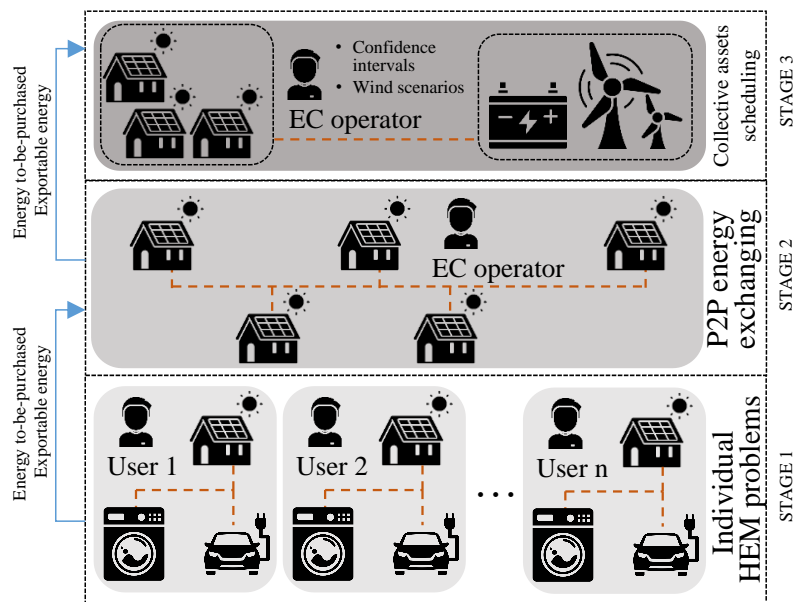 • Confidence
intervals
• Wind scenarios
EC operator
Collective assets
scheduling
STAGE 3
Energy to-be-purchased
Exportable energy
EC operator
P2P energy
exchanging
STAGE 2
Energy to-be-purchased
Exportable energy
User 1
User 2
...
User n
Individual
HEM problems
STAGE 1